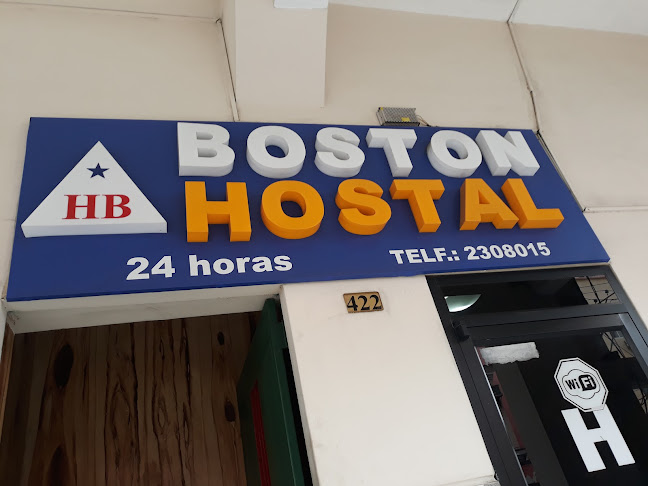 BOSTON
HOSTAL
HB
24 horas
TELF.: 2308015
422
WiFi
H